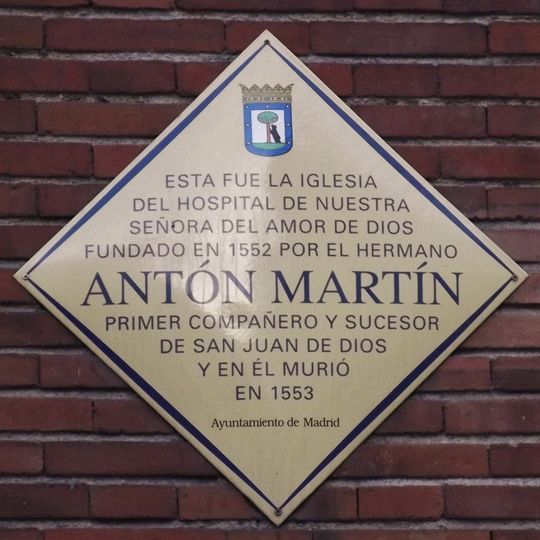 ESTA FUE LA IGLESIA
DEL HOSPITAL DE NUESTRA
SEÑORA DEL AMOR DE DIOS
FUNDADO EN 1552 POR EL HERMANO
ANTÓN MARTÍN
PRIMER COMPAÑERO Y SUCESOR
DE SAN JUAN DE DIOS
Y EN ÉL MURIÓ
EN 1553
Ayuntamiento de Madrid